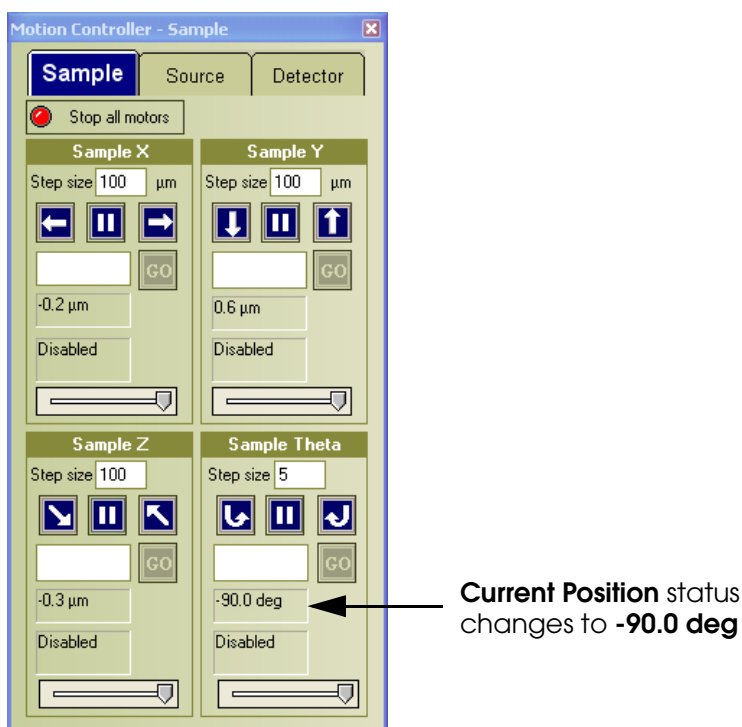 Motion Controller - Sample
Sample Source Detector
Stop all motors
Sample X Sample Y
Step size 100 µm Step size 100 µm
GO GO
-0.2 µm 0.6 µm
Disabled Disabled
Sample Z Sample Theta
Step size 100 Step size 5
GO GO
-0.3 µm -90.0 deg
Disabled Disabled
Current Position status
changes to -90.0 deg